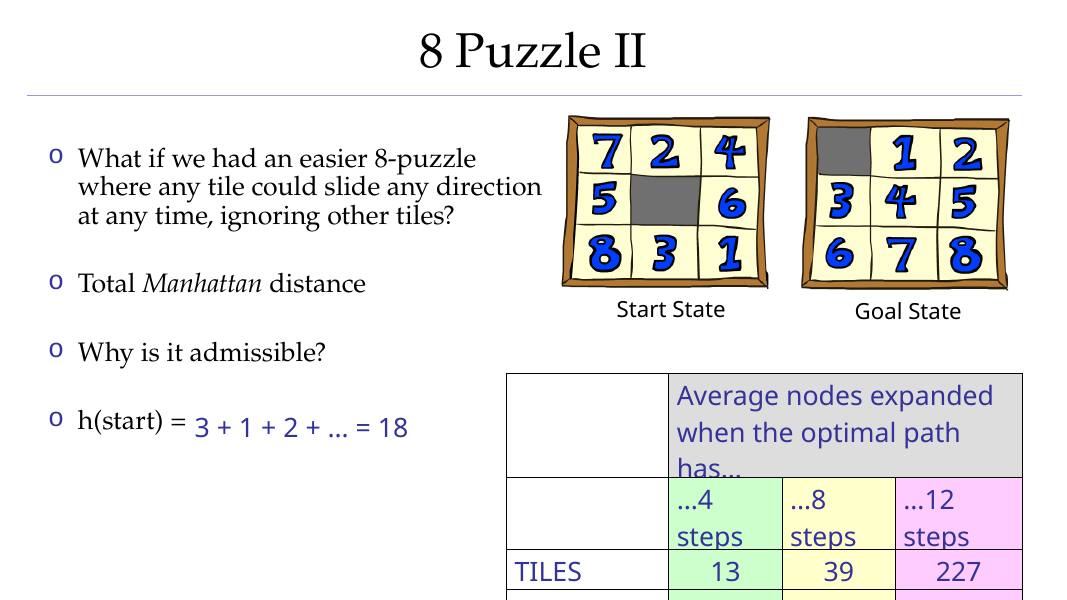 8 Puzzle II
o What if we had an easier 8-puzzle
where any tile could slide any direction
at any time, ignoring other tiles?
o Total Manhattan distance
o Why is it admissible?
o h(start) = 3 + 1 + 2 + … = 18
7 2 4
5 6
8 3 1
Start State
1 2
3 4 5
6 7 8
Goal State
Average nodes expanded
when the optimal path
has…
…4 steps …8 steps …12 steps
TILES 13 39 227